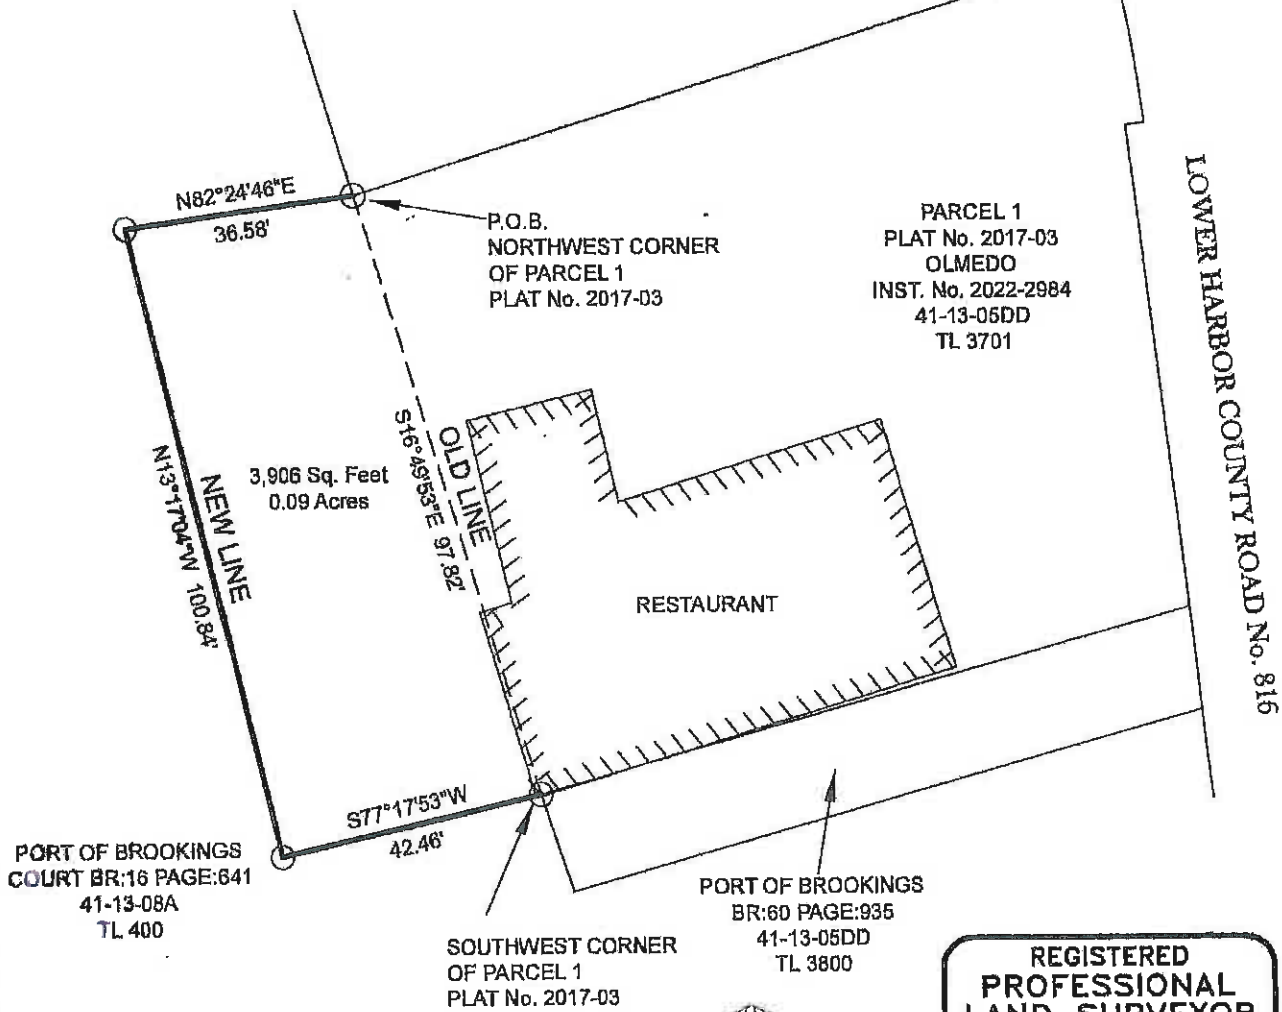 N82°24'46"E
36.58'
P.O.B.
NORTHWEST CORNER
OF PARCEL 1
PLAT No. 2017-03
PARCEL 1
PLAT No. 2017-03
OLMEDO
INST. No. 2022-2984
41-13-05DD
TL 3701
LOWER HARBOR COUNTY ROAD No. 816
OLD LINE
S16°49'53"E 97.82'
3,906 Sq. Feet
0.09 Acres
NEW LINE
N13°17'04"W 100.84'
RESTAURANT
S77°17'53"W
42.46'
PORT OF BROOKINGS
COURT BR:16 PAGE:641
41-13-08A
TL 400
PORT OF BROOKINGS
BR:60 PAGE:935
41-13-05DD
TL 3800
SOUTHWEST CORNER
OF PARCEL 1
PLAT No. 2017-03
REGISTERED
PROFESSIONAL
LAND SURVEYOR